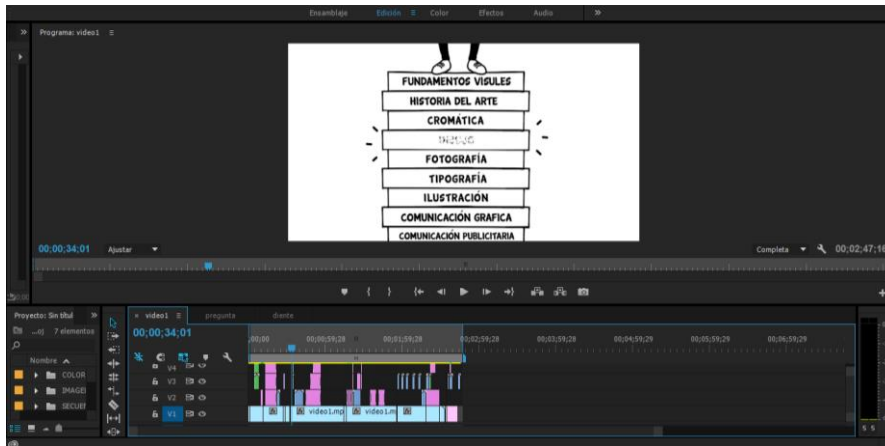 Ensamblaje Edición Color Efectos Audio
Programa: video1
FUNDAMENTOS VISULES
HISTORIA DEL ARTE
CROMÁTICA
FOTOGRAFÍA
TIPOGRAFÍA
ILUSTRACIÓN
COMUNICACIÓN GRAFICA
COMUNICACIÓN PUBLICITARIA
00;00;34;01 Ajustar Completa 00;02;47;16
Proyecto: Sin títul
7 elementos
Nombre
COLOR
IMAGE
SECUEN
video1 pregunta diente
00;00;34;01
;00;00 00;00;59;28 00;01;59;28 00;02;59;28 00;03;59;28 00;04;59;29 00;05;59;29 00;06;59;29
V4
V3
V2
V1 video1.mp video1.m
S S